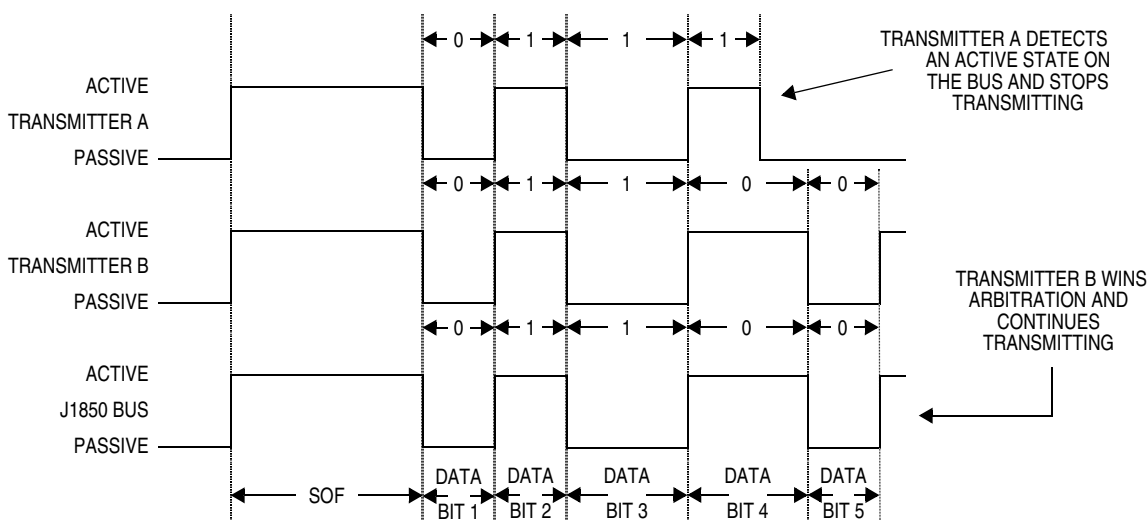 0 1 1 1
TRANSMITTER A DETECTS
AN ACTIVE STATE ON
THE BUS AND STOPS
TRANSMITTING
ACTIVE
TRANSMITTER A
PASSIVE
0 1 1 0 0
ACTIVE
TRANSMITTER B
PASSIVE
TRANSMITTER B WINS
ARBITRATION AND
CONTINUES
TRANSMITTING
0 1 1 0 0
ACTIVE
J1850 BUS
PASSIVE
SOF
DATA
BIT 1
DATA
BIT 2
DATA
BIT 3
DATA
BIT 4
DATA
BIT 5